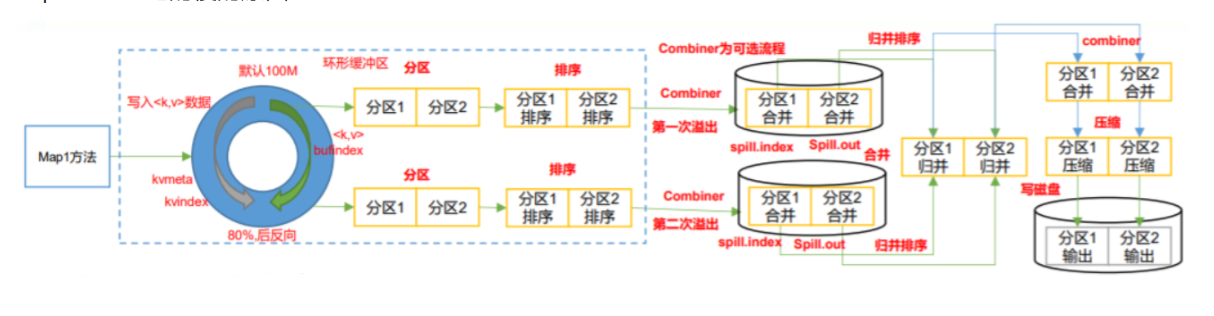 Combiner为可选流程
归并排序
combiner
默认100M
环形缓冲区
分区
排序
写入<k,v>数据
分区1
分区2
分区1
排序
分区2
排序
Combiner
第一次溢出
分区1
合并
分区2
合并
spill.index
Spill.out
分区1
合并
分区2
合并
压缩
Map1方法
<k,v>
bufindex
kvmeta
kvindex
80%,后反向
合并
分区1
归并
分区2
归并
分区1
压缩
分区2
压缩
写磁盘
分区
排序
分区1
分区2
分区1
排序
分区2
排序
Combiner
第二次溢出
分区1
合并
分区2
合并
spill.index
Spill.out
归并排序
分区1
输出
分区2
输出